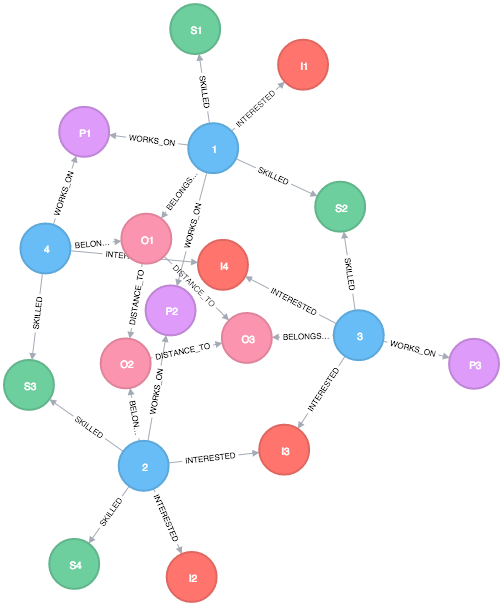 S1
I1
SKILLED
INTERESTED
P1
WORKS_ON
1
SKILLED
WORKS_ON
BELONGS...
S2
WORKS_ON
4
BELON...
O1
INTER
I4
DISTANCE_TO
DISTANCE_TO
SKILLED
INTERESTED
SKILLED
P2
O3
BELONGS...
3
WORKS_ON
P3
O2
DISTANCE_TO
S3
WORKS_ON
BELON...
INTERESTED
SKILLED
I3
2
INTERESTED
SKILLED
INTERESTED
S4
I2